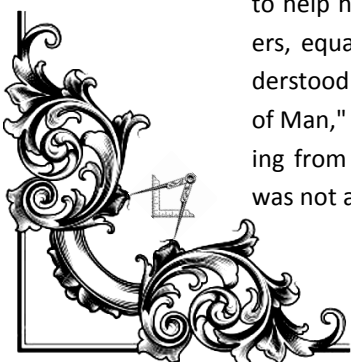 to help h
ers, equa
derstood
of Man,"
ing from
was not a